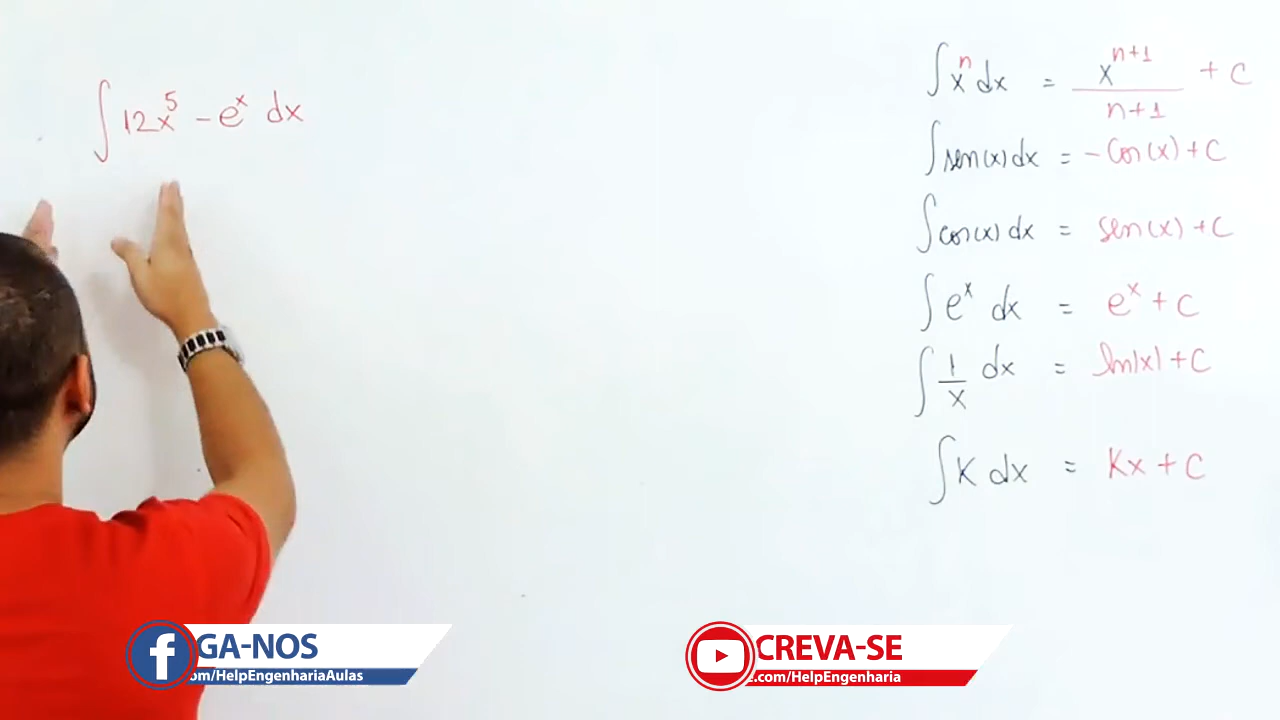 ∫ 12x⁵ - eˣ dx
∫ xⁿ dx = xⁿ⁺¹ / n+1 + C
∫ sen(x) dx = - cos(x) + C
∫ cos(x) dx = sen(x) + C
∫ eˣ dx = eˣ + C
∫ 1/x dx = ln|x| + C
∫ K dx = Kx + C
GA-NOS
om/HelpEngenhariaAulas
CREVA-SE
e.com/HelpEngenharia